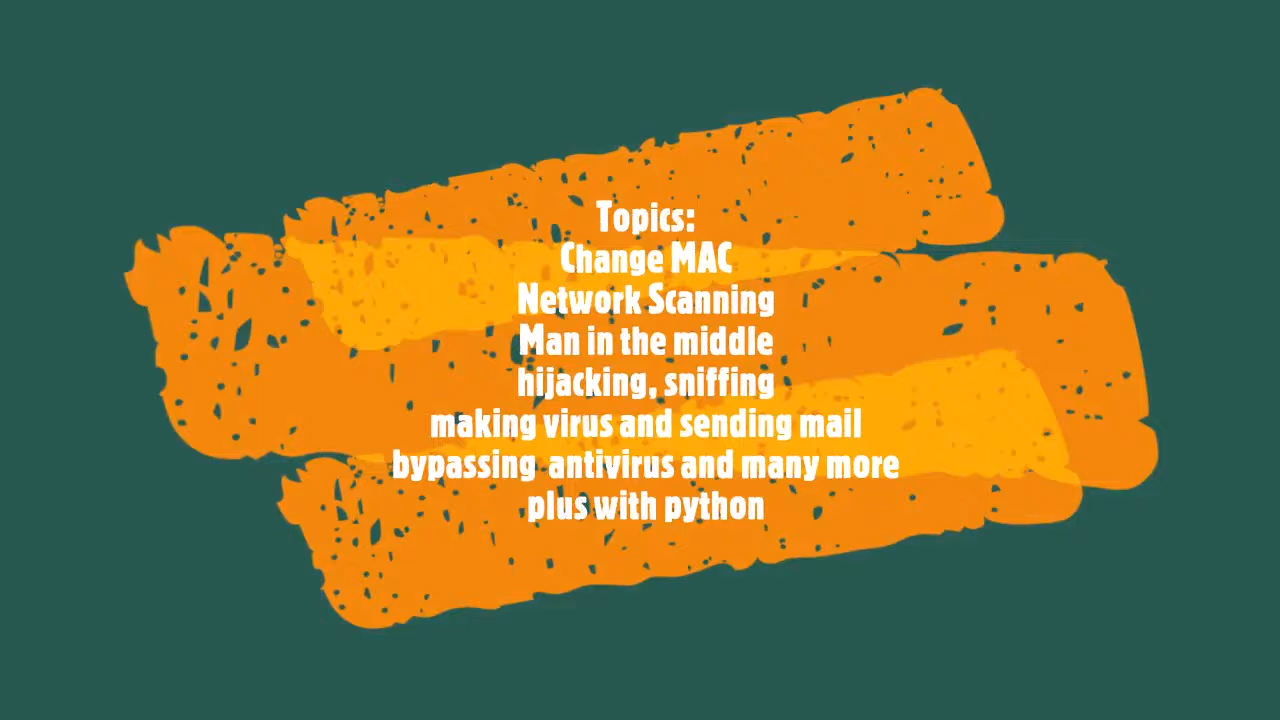 Topics:
Change MAC
Network Scanning
Man in the middle
hijacking, sniffing
making virus and sending mail
bypassing antivirus and many more
plus with python